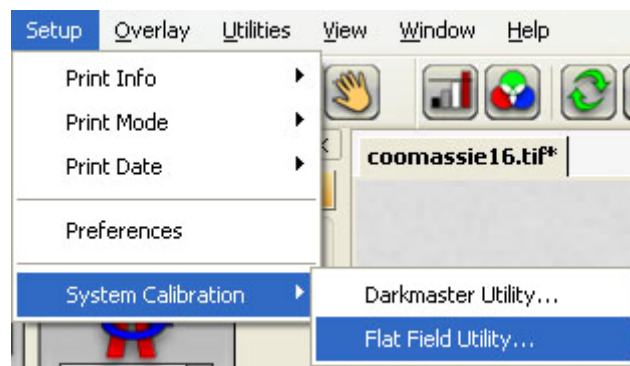 Setup Overlay Utilities View Window Help
Print Info
Print Mode
Print Date
coomassie16.tif*
Preferences
System Calibration
Darkmaster Utility...
Flat Field Utility...